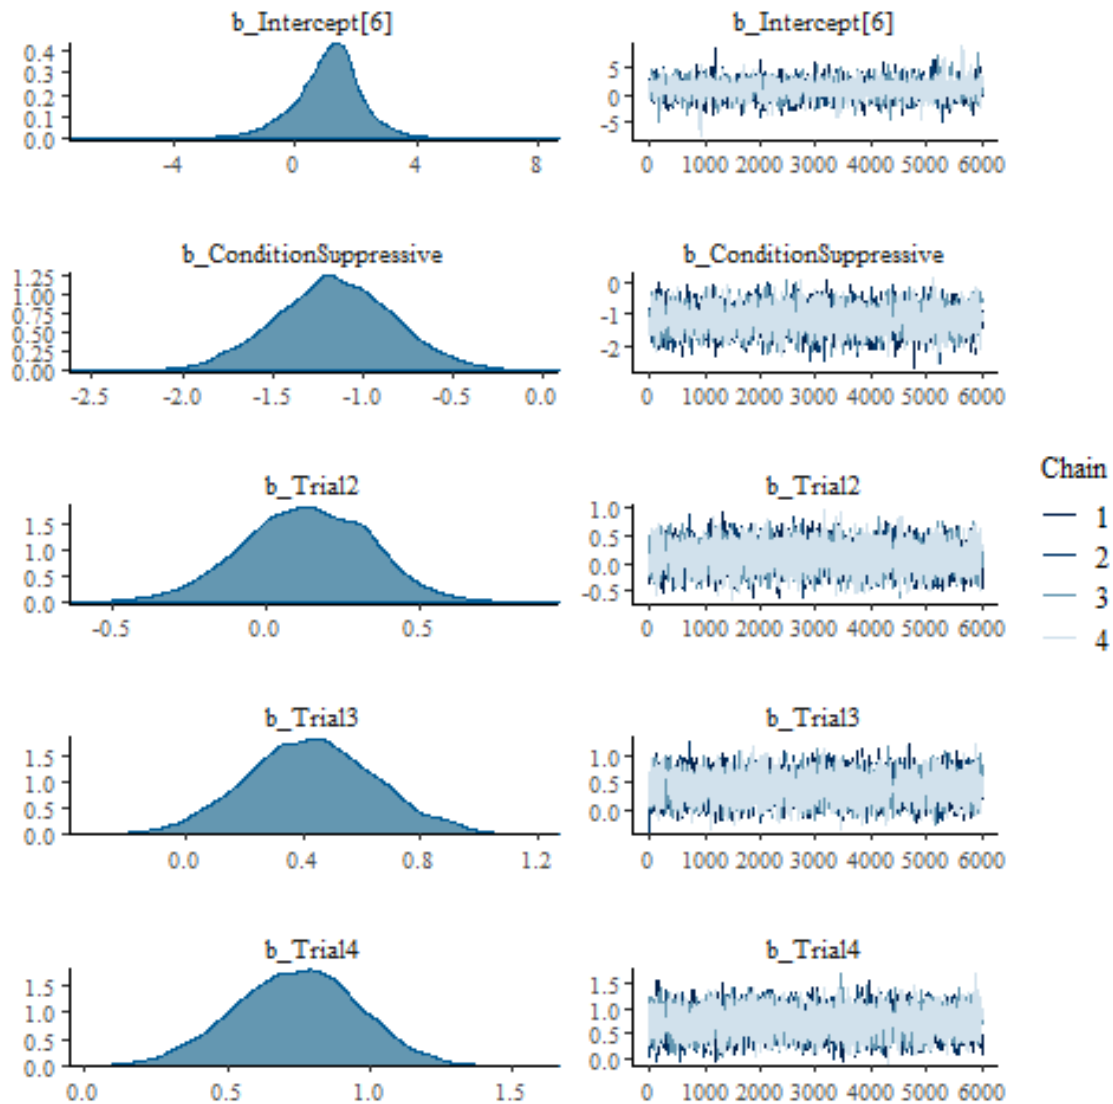 b_Intercept[6] b_Intercept[6]
0.4
0.3
0.2
0.1
0.0
-4 0 4 8
5
0
-5
0 1000 2000 3000 4000 5000 6000
b_ConditionSuppressive b_ConditionSuppressive
1.25
1.00
0.75
0.50
0.25
0.00
-2.5 -2.0 -1.5 -1.0 -0.5 0.0
0
-1
-2
0 1000 2000 3000 4000 5000 6000
b_Trial2 b_Trial2
1.5
1.0
0.5
0.0
-0.5 0.0 0.5
1.0
0.5
0.0
-0.5
0 1000 2000 3000 4000 5000 6000
Chain
1
2
3
4
b_Trial3 b_Trial3
1.5
1.0
0.5
0.0
0.0 0.4 0.8 1.2
1.0
0.5
0.0
0 1000 2000 3000 4000 5000 6000
b_Trial4 b_Trial4
1.5
1.0
0.5
0.0
0.0 0.5 1.0 1.5
1.5
1.0
0.5
0.0
0 1000 2000 3000 4000 5000 6000